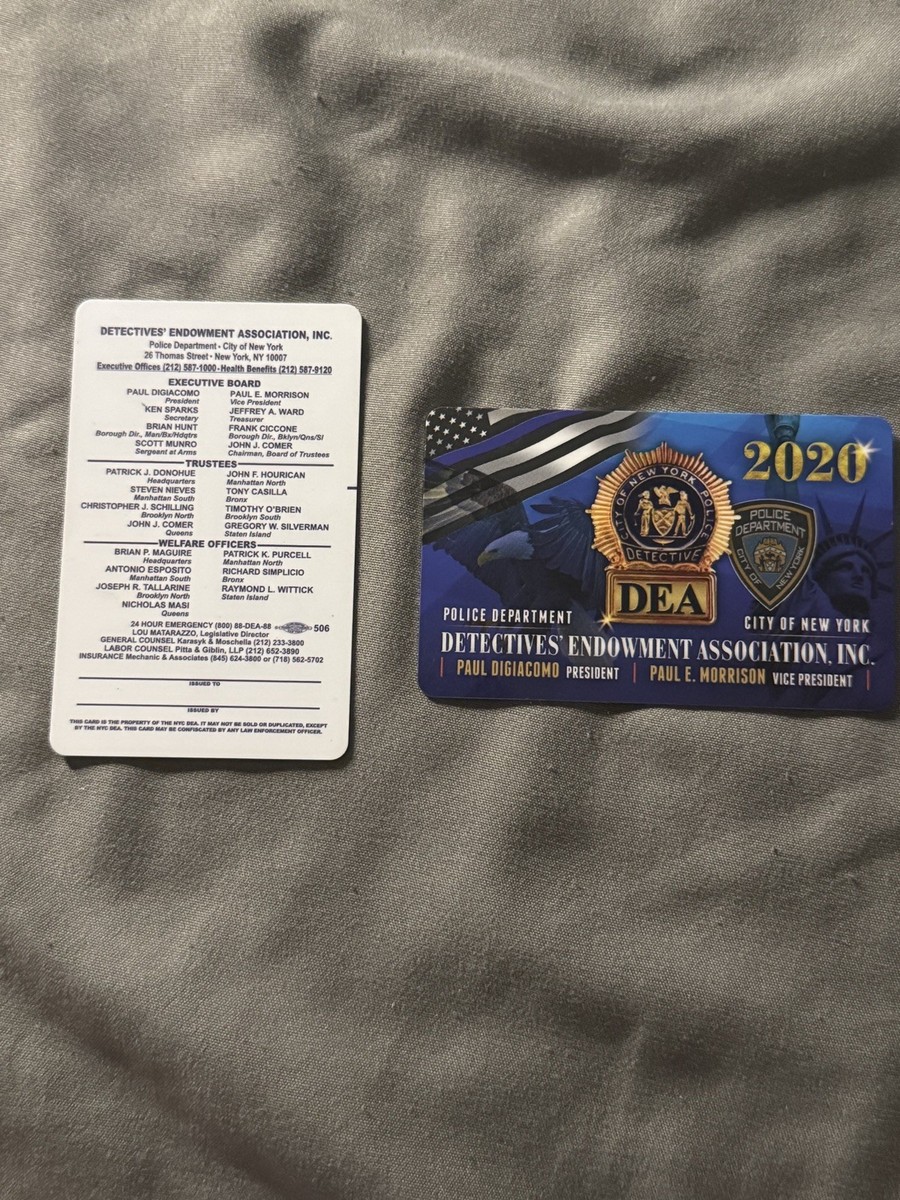 DETECTIVES' ENDOWMENT ASSOCIATION, INC.
Police Department • City of New York
26 Thomas Street • New York, NY 10007
Executive Offices (212) 587-1000 - Health Benefits (212) 587-9120
EXECUTIVE BOARD
PAUL DIGIACOMO PAUL E. MORRISON
President Vice President
KEN SPARKS JEFFREY A. WARD
Secretary Treasurer
BRIAN HUNT FRANK CICCONE
Borough Dir., Man/Bx/Hdqtrs Borough Dir., Bklyn/Qns/SI
SCOTT MUNRO JOHN J. COMER
Sergeant at Arms Chairman, Board of Trustees
TRUSTEES
PATRICK J. DONOHUE JOHN F. HOURICAN
Headquarters Manhattan North
STEVEN NIEVES TONY CASILLA
Manhattan South Bronx
CHRISTOPHER J. SCHILLING TIMOTHY O'BRIEN
Brooklyn North Brooklyn South
JOHN J. COMER GREGORY W. SILVERMAN
Queens Staten Island
WELFARE OFFICERS
BRIAN P. MAGUIRE PATRICK K. PURCELL
Headquarters Manhattan North
ANTONIO ESPOSITO RICHARD SIMPLICIO
Manhattan South Bronx
JOSEPH R. TALLARINE RAYMOND L. WITTICK
Brooklyn North Staten Island
NICHOLAS MASI
Queens
24 HOUR EMERGENCY (800) 88-DEA-88 506
LOU MATARAZZO, Legislative Director
GENERAL COUNSEL Karasyk & Moschella (212) 233-3800
LABOR COUNSEL Pitta & Giblin, LLP (212) 652-3890
INSURANCE Mechanic & Associates (845) 624-3800 or (718) 562-5702
ISSUED TO
ISSUED BY
THIS CARD IS THE PROPERTY OF THE NYC DEA. IT MAY NOT BE SOLD OR DUPLICATED, EXCEPT
BY THE NYC DEA. THIS CARD MAY BE CONFISCATED BY ANY LAW ENFORCEMENT OFFICER.
2020
CITY OF NEW YORK POLICE
DETECTIVE
DEA
POLICE
DEPARTMENT
CITY OF NEW YORK
POLICE DEPARTMENT CITY OF NEW YORK
DETECTIVES' ENDOWMENT ASSOCIATION, INC.
PAUL DIGIACOMO PRESIDENT | PAUL E. MORRISON VICE PRESIDENT